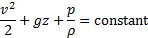 v²/2 + gz + p/ρ = constant